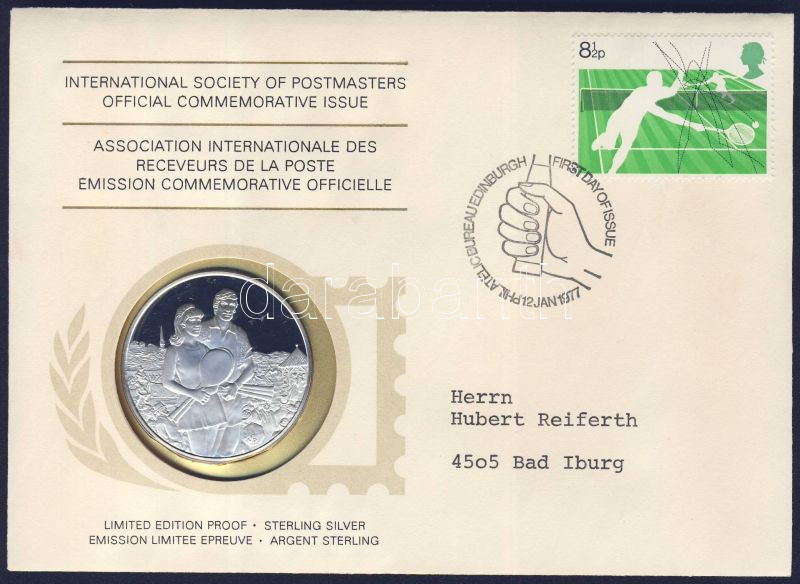 INTERNATIONAL SOCIETY OF POSTMASTERS
OFFICIAL COMMEMORATIVE ISSUE
ASSOCIATION INTERNATIONALE DES
RECEVEURS DE LA POSTE
EMISSION COMMEMORATIVE OFFICIELLE
8½p
PHILATELIC BUREAU EDINBURGH FIRST DAY OF ISSUE
12 JAN 1977
darabanth
Herrn
Hubert Reiferth
45o5 Bad Iburg
LIMITED EDITION PROOF · STERLING SILVER
EMISSION LIMITEE EPREUVE · ARGENT STERLING